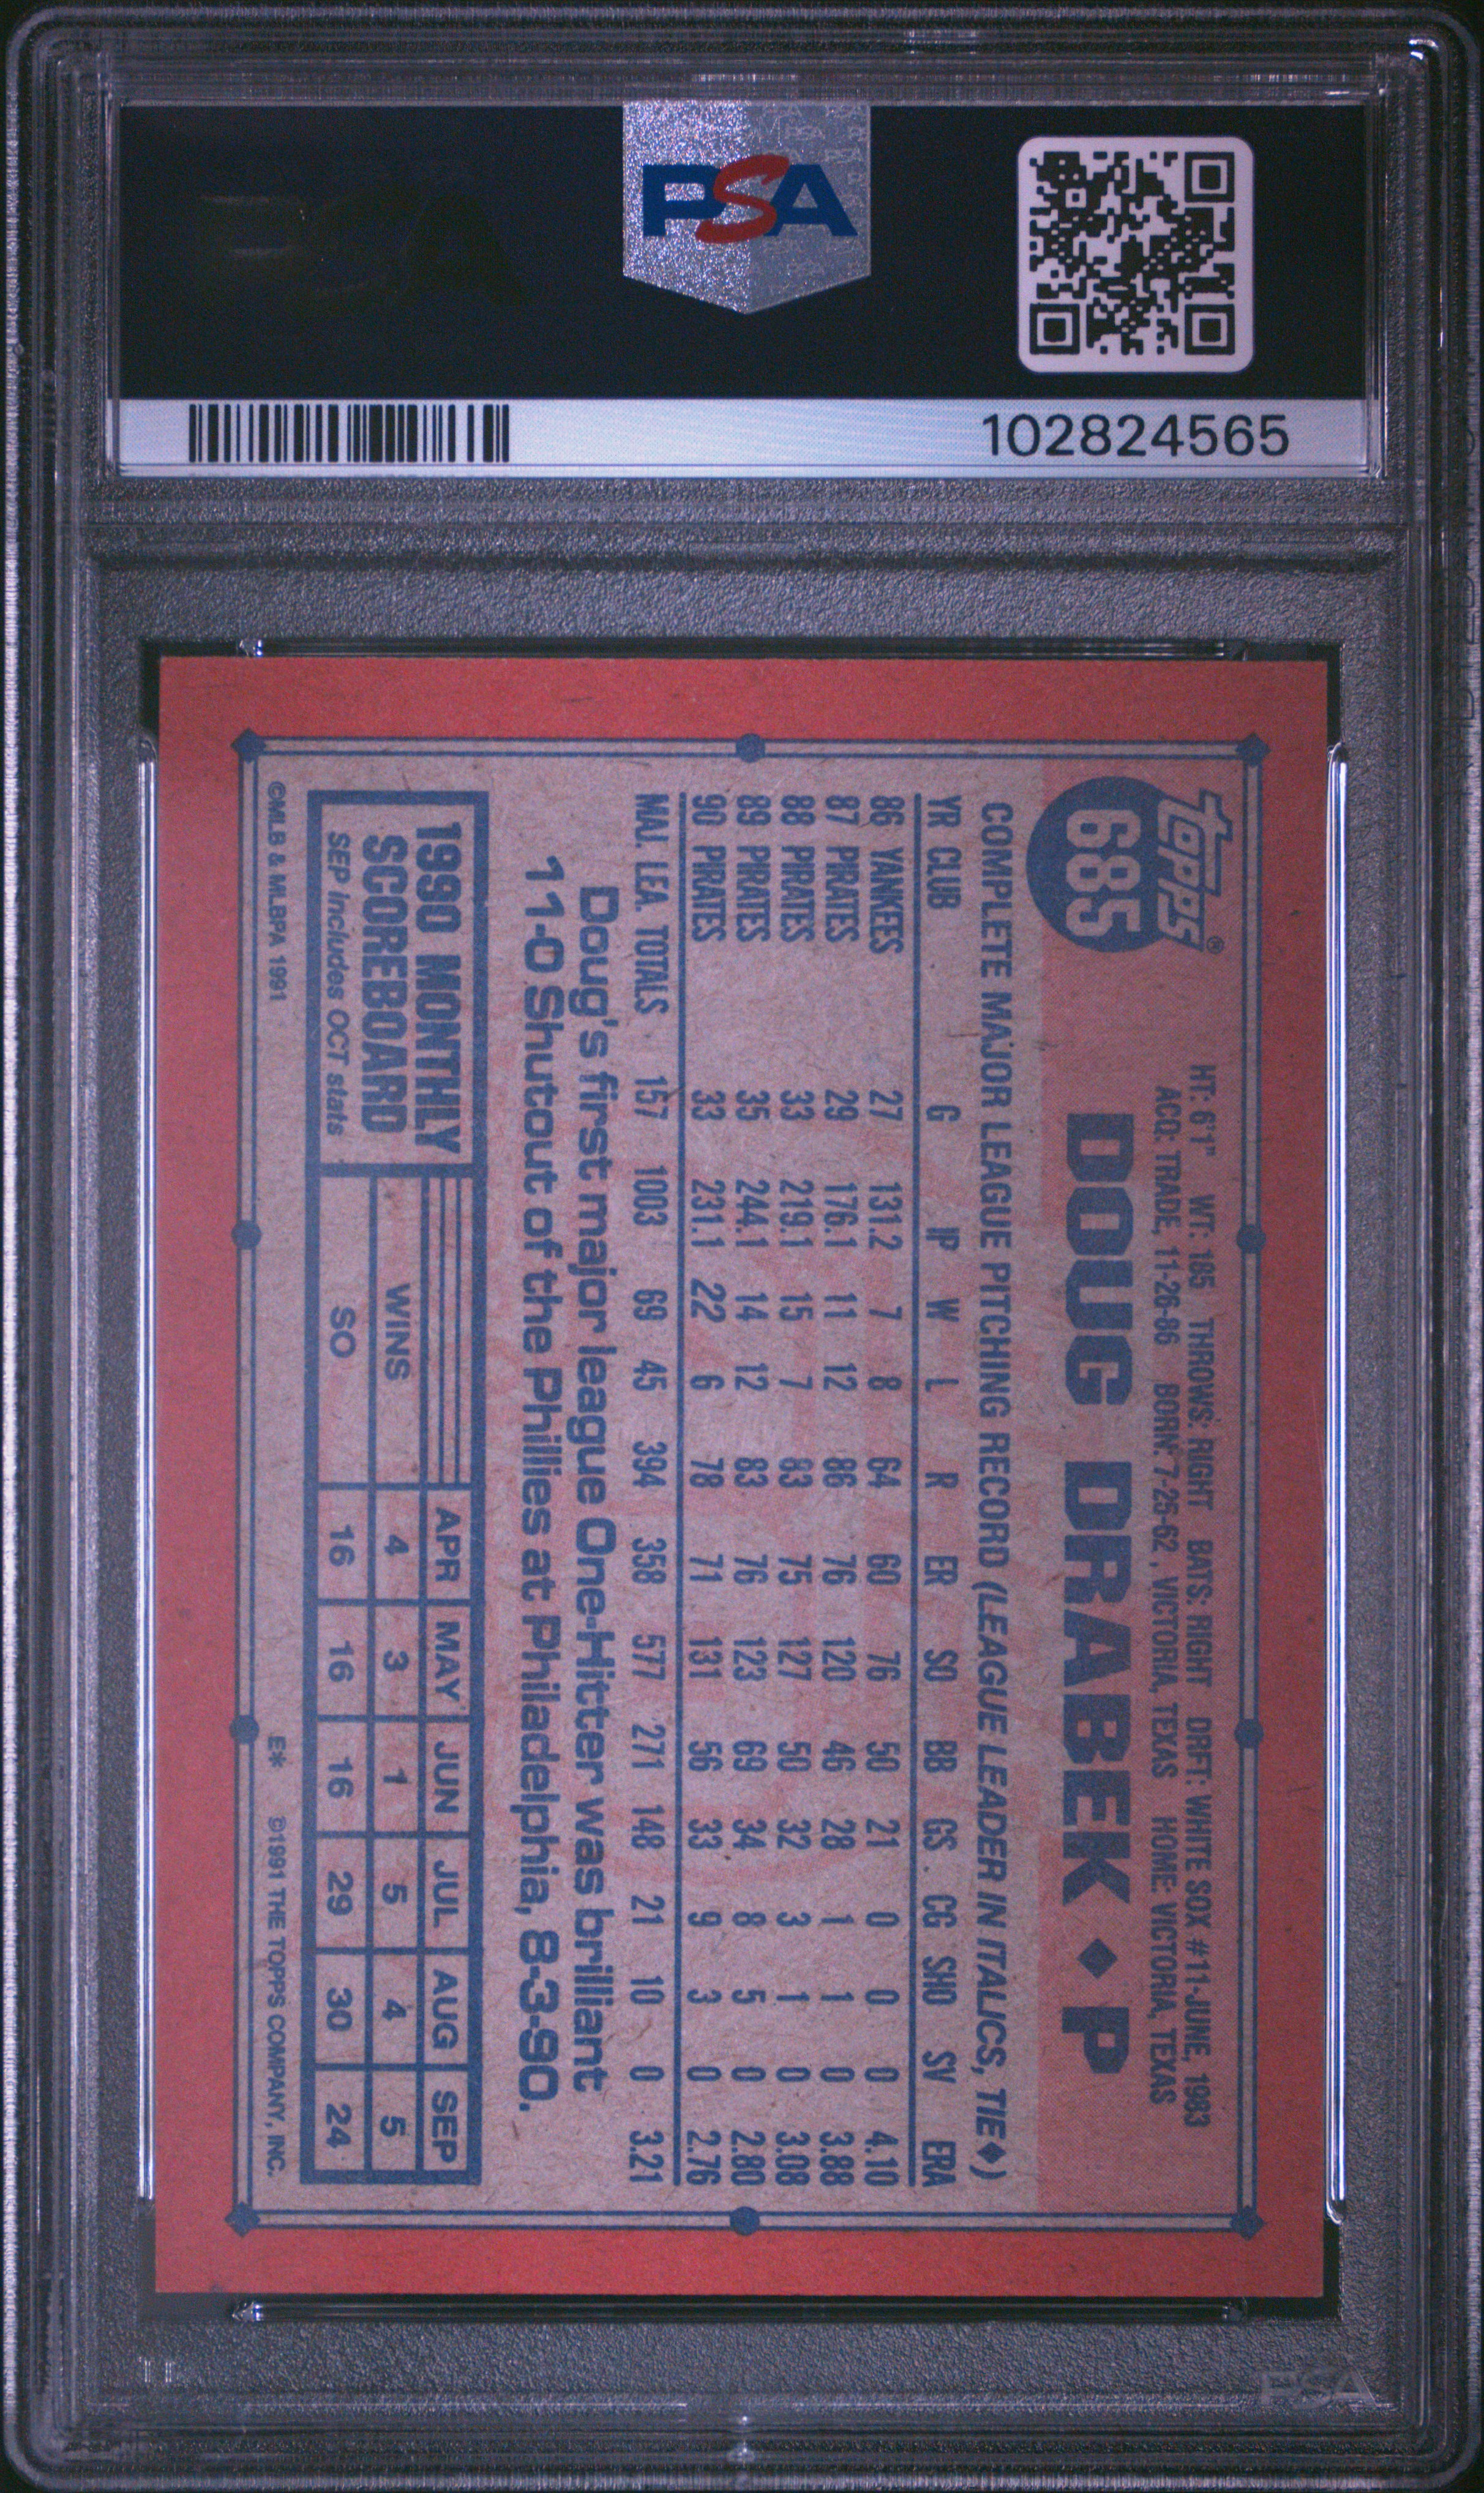 PSA
102824565
topps®
685
HT: 6'1" WT: 185 THROWS: RIGHT BATS: RIGHT DRFT: WHITE SOX #11-JUNE, 1983
ACQ: TRADE, 11-26-86 BORN: 7-25-62, VICTORIA, TEXAS HOME: VICTORIA, TEXAS
DOUG DRABEK ◆ P
COMPLETE MAJOR LEAGUE PITCHING RECORD (LEAGUE LEADER IN ITALICS, TIE◆)
YR CLUB G IP W L R ER SO BB GS CG SHO SV ERA
86 YANKEES 27 131.2 7 8 64 60 76 50 21 0 0 0 4.10
87 PIRATES 29 176.1 11 12 86 76 120 46 28 1 1 0 3.88
88 PIRATES 33 219.1 15 7 83 75 127 50 32 3 1 0 3.08
89 PIRATES 35 244.1 14 12 83 76 123 69 34 8 5 0 2.80
90 PIRATES 33 231.1 22 6 78 71 131 56 33 9 3 0 2.76
MAJ. LEA. TOTALS 157 1003 69 45 394 358 577 271 148 21 10 0 3.21
Doug's first major league One-Hitter was brilliant
11-0 Shutout of the Phillies at Philadelphia, 8-3-90.
1990 MONTHLY
SCOREBOARD
SEP includes OCT stats
APR MAY JUN JUL AUG SEP
WINS 4 3 1 5 4 5
SO 16 16 16 29 30 24
©MLB & MLBPA 1991 E* ©1991 THE TOPPS COMPANY, INC.
PSA